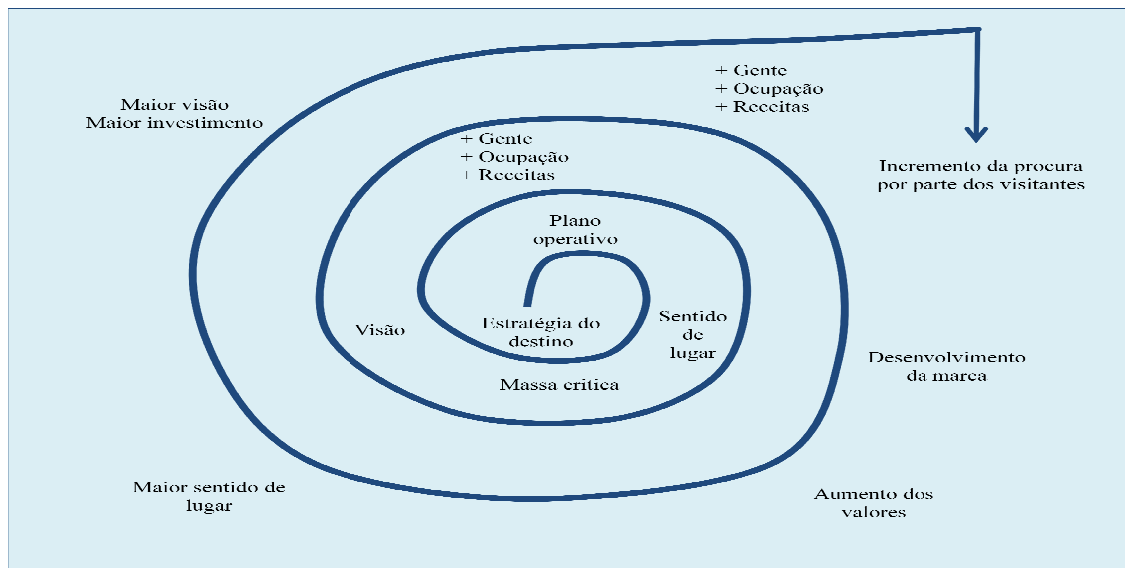 + Gente
+ Ocupação
+ Receitas
Maior visão
Maior investimento
+ Gente
+ Ocupação
+ Receitas
Incremento da procura
por parte dos visitantes
Plano
operativo
Estratégia do
destino
Sentido
de
lugar
Visão
Massa critica
Desenvolvimento
da marca
Maior sentido de
lugar
Aumento dos
valores